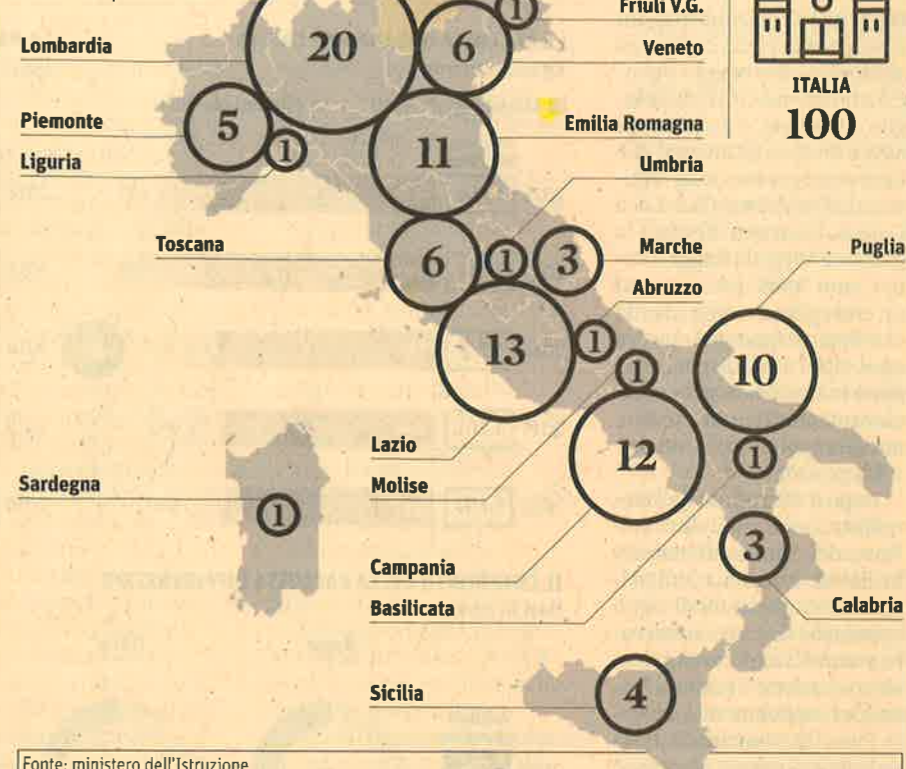 Friuli V.G.
1
Lombardia
20
6
Veneto
ITALIA
100
Piemonte
5
Emilia Romagna
Liguria
1
11
Umbria
Toscana
6
1
3
Marche
Puglia
Abruzzo
13
1
1
10
Lazio
12
1
Molise
Sardegna
1
3
Campania
Basilicata
Calabria
Sicilia
4
Fonte: ministero dell'Istruzione